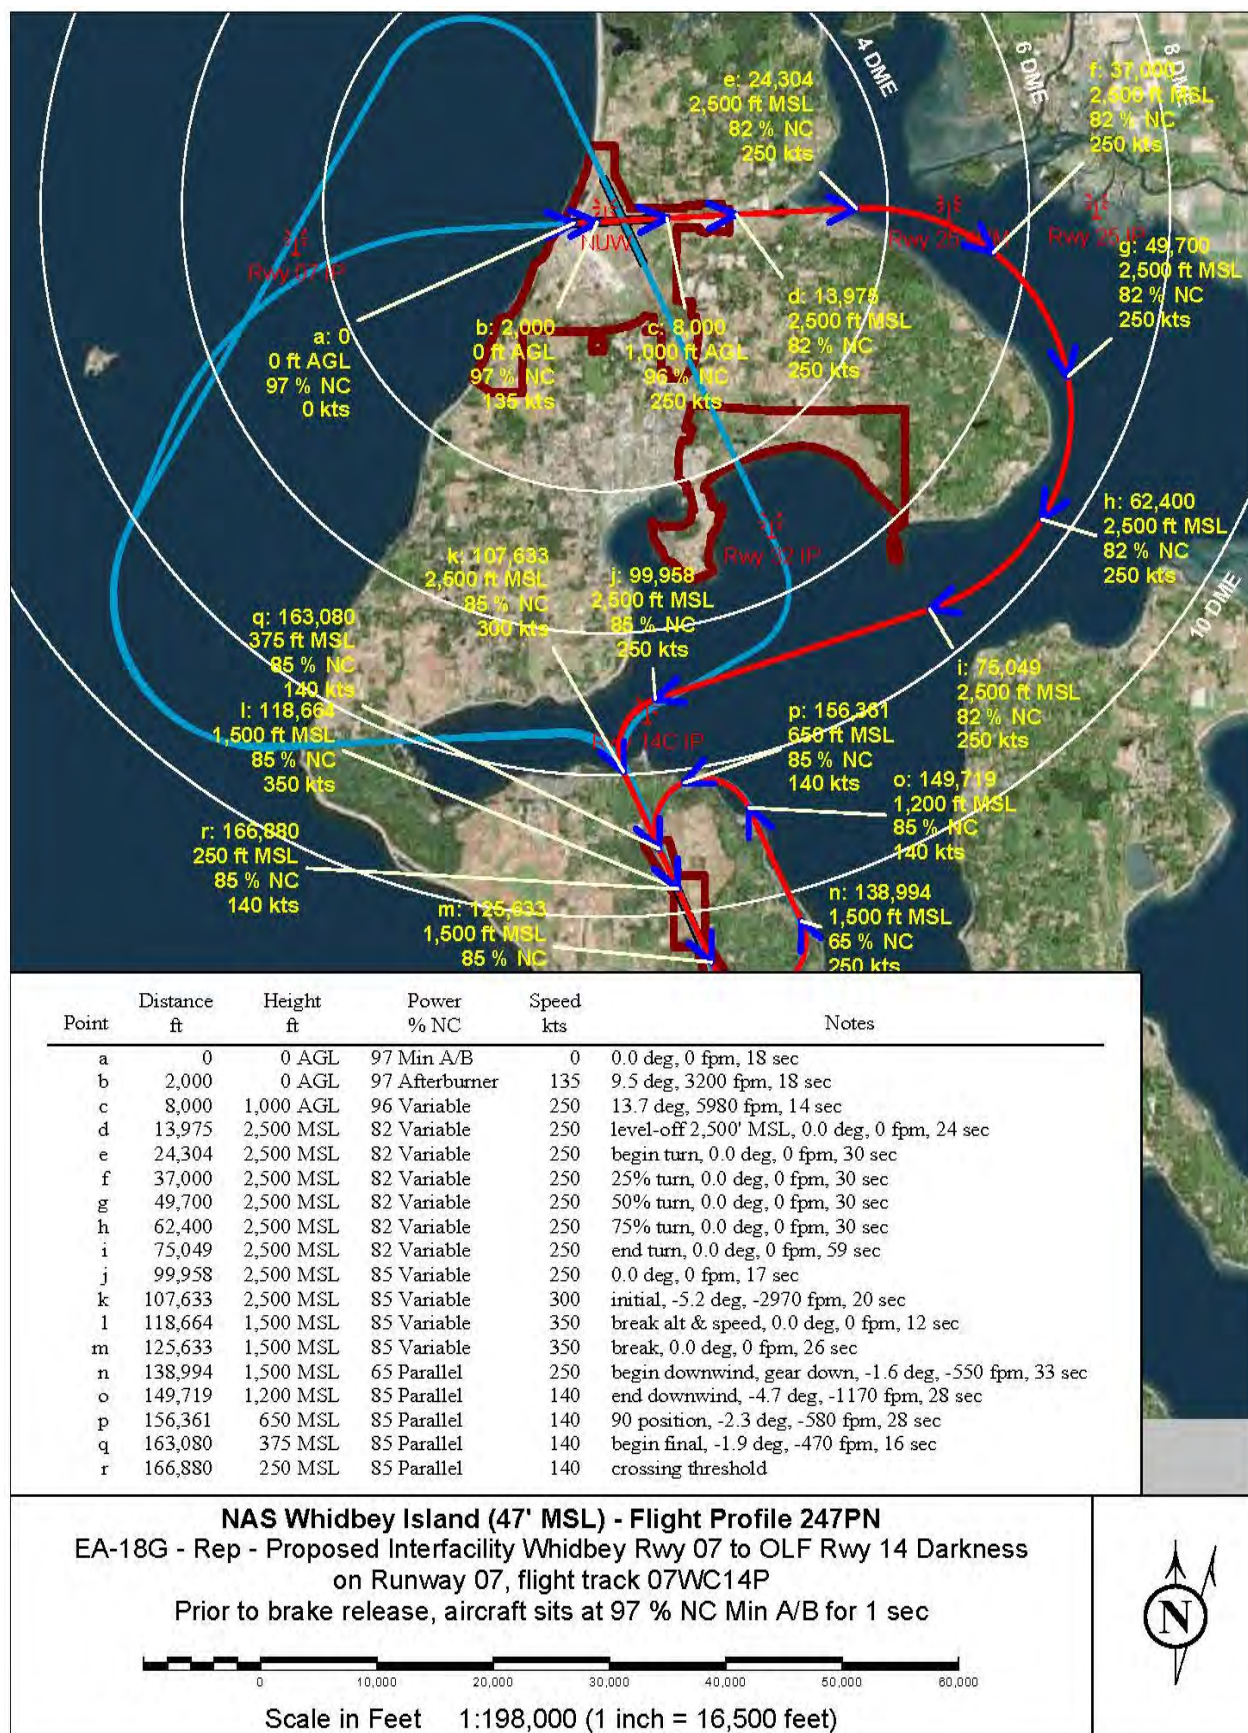 4 DME
6 DME
8 DME
10 DME
e: 24,304
2,500 ft MSL
82 % NC
250 kts
f: 37,000
2,500 ft MSL
82 % NC
250 kts
NUW
Rwy 07 IP
Rwy 25 IP
g: 49,700
2,500 ft MSL
82 % NC
250 kts
a: 0
0 ft AGL
97 % NC
0 kts
b: 2,000
0 ft AGL
97 % NC
135 kts
c: 8,000
1,000 ft AGL
96 % NC
250 kts
d: 13,975
2,500 ft MSL
82 % NC
250 kts
h: 62,400
2,500 ft MSL
82 % NC
250 kts
Rwy 32 IP
k: 107,633
2,500 ft MSL
85 % NC
300 kts
j: 99,958
2,500 ft MSL
85 % NC
250 kts
q: 163,080
375 ft MSL
85 % NC
140 kts
i: 75,049
2,500 ft MSL
82 % NC
250 kts
l: 118,664
1,500 ft MSL
85 % NC
350 kts
Rwy 14C IP
p: 156,361
650 ft MSL
85 % NC
140 kts
o: 149,719
1,200 ft MSL
85 % NC
140 kts
r: 166,880
250 ft MSL
85 % NC
140 kts
m: 125,633
1,500 ft MSL
85 % NC
n: 138,994
1,500 ft MSL
65 % NC
250 kts
Distance Height Power Speed
Point ft ft % NC kts Notes
a 0 0 AGL 97 Min A/B 0 0.0 deg, 0 fpm, 18 sec
b 2,000 0 AGL 97 Afterburner 135 9.5 deg, 3200 fpm, 18 sec
c 8,000 1,000 AGL 96 Variable 250 13.7 deg, 5980 fpm, 14 sec
d 13,975 2,500 MSL 82 Variable 250 level-off 2,500' MSL, 0.0 deg, 0 fpm, 24 sec
e 24,304 2,500 MSL 82 Variable 250 begin turn, 0.0 deg, 0 fpm, 30 sec
f 37,000 2,500 MSL 82 Variable 250 25% turn, 0.0 deg, 0 fpm, 30 sec
g 49,700 2,500 MSL 82 Variable 250 50% turn, 0.0 deg, 0 fpm, 30 sec
h 62,400 2,500 MSL 82 Variable 250 75% turn, 0.0 deg, 0 fpm, 30 sec
i 75,049 2,500 MSL 82 Variable 250 end turn, 0.0 deg, 0 fpm, 59 sec
j 99,958 2,500 MSL 85 Variable 250 0.0 deg, 0 fpm, 17 sec
k 107,633 2,500 MSL 85 Variable 300 initial, -5.2 deg, -2970 fpm, 20 sec
l 118,664 1,500 MSL 85 Variable 350 break alt & speed, 0.0 deg, 0 fpm, 12 sec
m 125,633 1,500 MSL 85 Variable 350 break, 0.0 deg, 0 fpm, 26 sec
n 138,994 1,500 MSL 65 Parallel 250 begin downwind, gear down, -1.6 deg, -550 fpm, 33 sec
o 149,719 1,200 MSL 85 Parallel 140 end downwind, -4.7 deg, -1170 fpm, 28 sec
p 156,361 650 MSL 85 Parallel 140 90 position, -2.3 deg, -580 fpm, 28 sec
q 163,080 375 MSL 85 Parallel 140 begin final, -1.9 deg, -470 fpm, 16 sec
r 166,880 250 MSL 85 Parallel 140 crossing threshold
NAS Whidbey Island (47' MSL) - Flight Profile 247PN
EA-18G - Rep - Proposed Interfacility Whidbey Rwy 07 to OLF Rwy 14 Darkness
on Runway 07, flight track 07WC14P
Prior to brake release, aircraft sits at 97 % NC Min A/B for 1 sec
N
0 10,000 20,000 30,000 40,000 50,000 60,000
Scale in Feet 1:198,000 (1 inch = 16,500 feet)